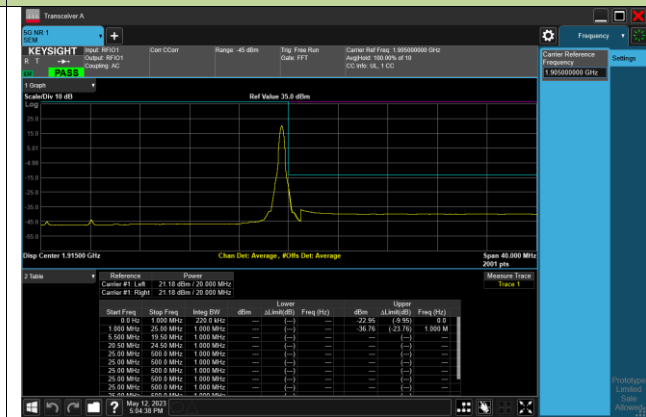 Transceiver A
5G NR 1
SEM
Frequency
KEYSIGHT Input: RFIO1 Corr CCorr Range: -45 dBm Trig: Free Run Carrier Ref Freq: 1.905000000 GHz
R T Output: RFIO1 Gate: FFT Avg|Hold: 100.00% of 10
Coupling: AC CC Info: UL, 1 CC
PASS
Carrier Reference
Frequency
1.905000000 GHz
Settings
1 Graph
Scale/Div 10 dB Ref Value 35.0 dBm
Log
25.0
15.0
5.00
-15.0
-25.0
-35.0
-45.0
-55.0
Disp Center 1.91500 GHz Chan Det: Average, #Offs Det: Average Span 40.000 MHz
2001 pts
2 Table Reference Power Measure Trace
Carrier #1: Left 21.18 dBm / 20.000 MHz Trace 1
Carrier #1: Right 21.18 dBm / 20.000 MHz
Lower Upper
Start Freq Stop Freq Integ BW dBm ΔLimit(dB) Freq (Hz) dBm ΔLimit(dB) Freq (Hz)
0.0 Hz 1.000 MHz 220.0 kHz --- (---) --- -22.95 (-9.95) 0.0
1.000 MHz 25.00 MHz 1.000 MHz --- (---) --- -36.76 (-23.76) 1.000 M
5.500 MHz 19.50 MHz 1.000 MHz --- (---) --- --- (---) ---
20.50 MHz 24.50 MHz 1.000 MHz --- (---) --- --- (---) ---
25.00 MHz 500.0 MHz 1.000 MHz --- (---) --- --- (---) ---
25.00 MHz 500.0 MHz 1.000 MHz --- (---) --- --- (---) ---
25.00 MHz 500.0 MHz 1.000 MHz --- (---) --- --- (---) ---
25.00 MHz 500.0 MHz 1.000 MHz --- (---) --- --- (---) ---
May 12, 2023
5:04:38 PM
Prototype
Limited
Sale
Allowed